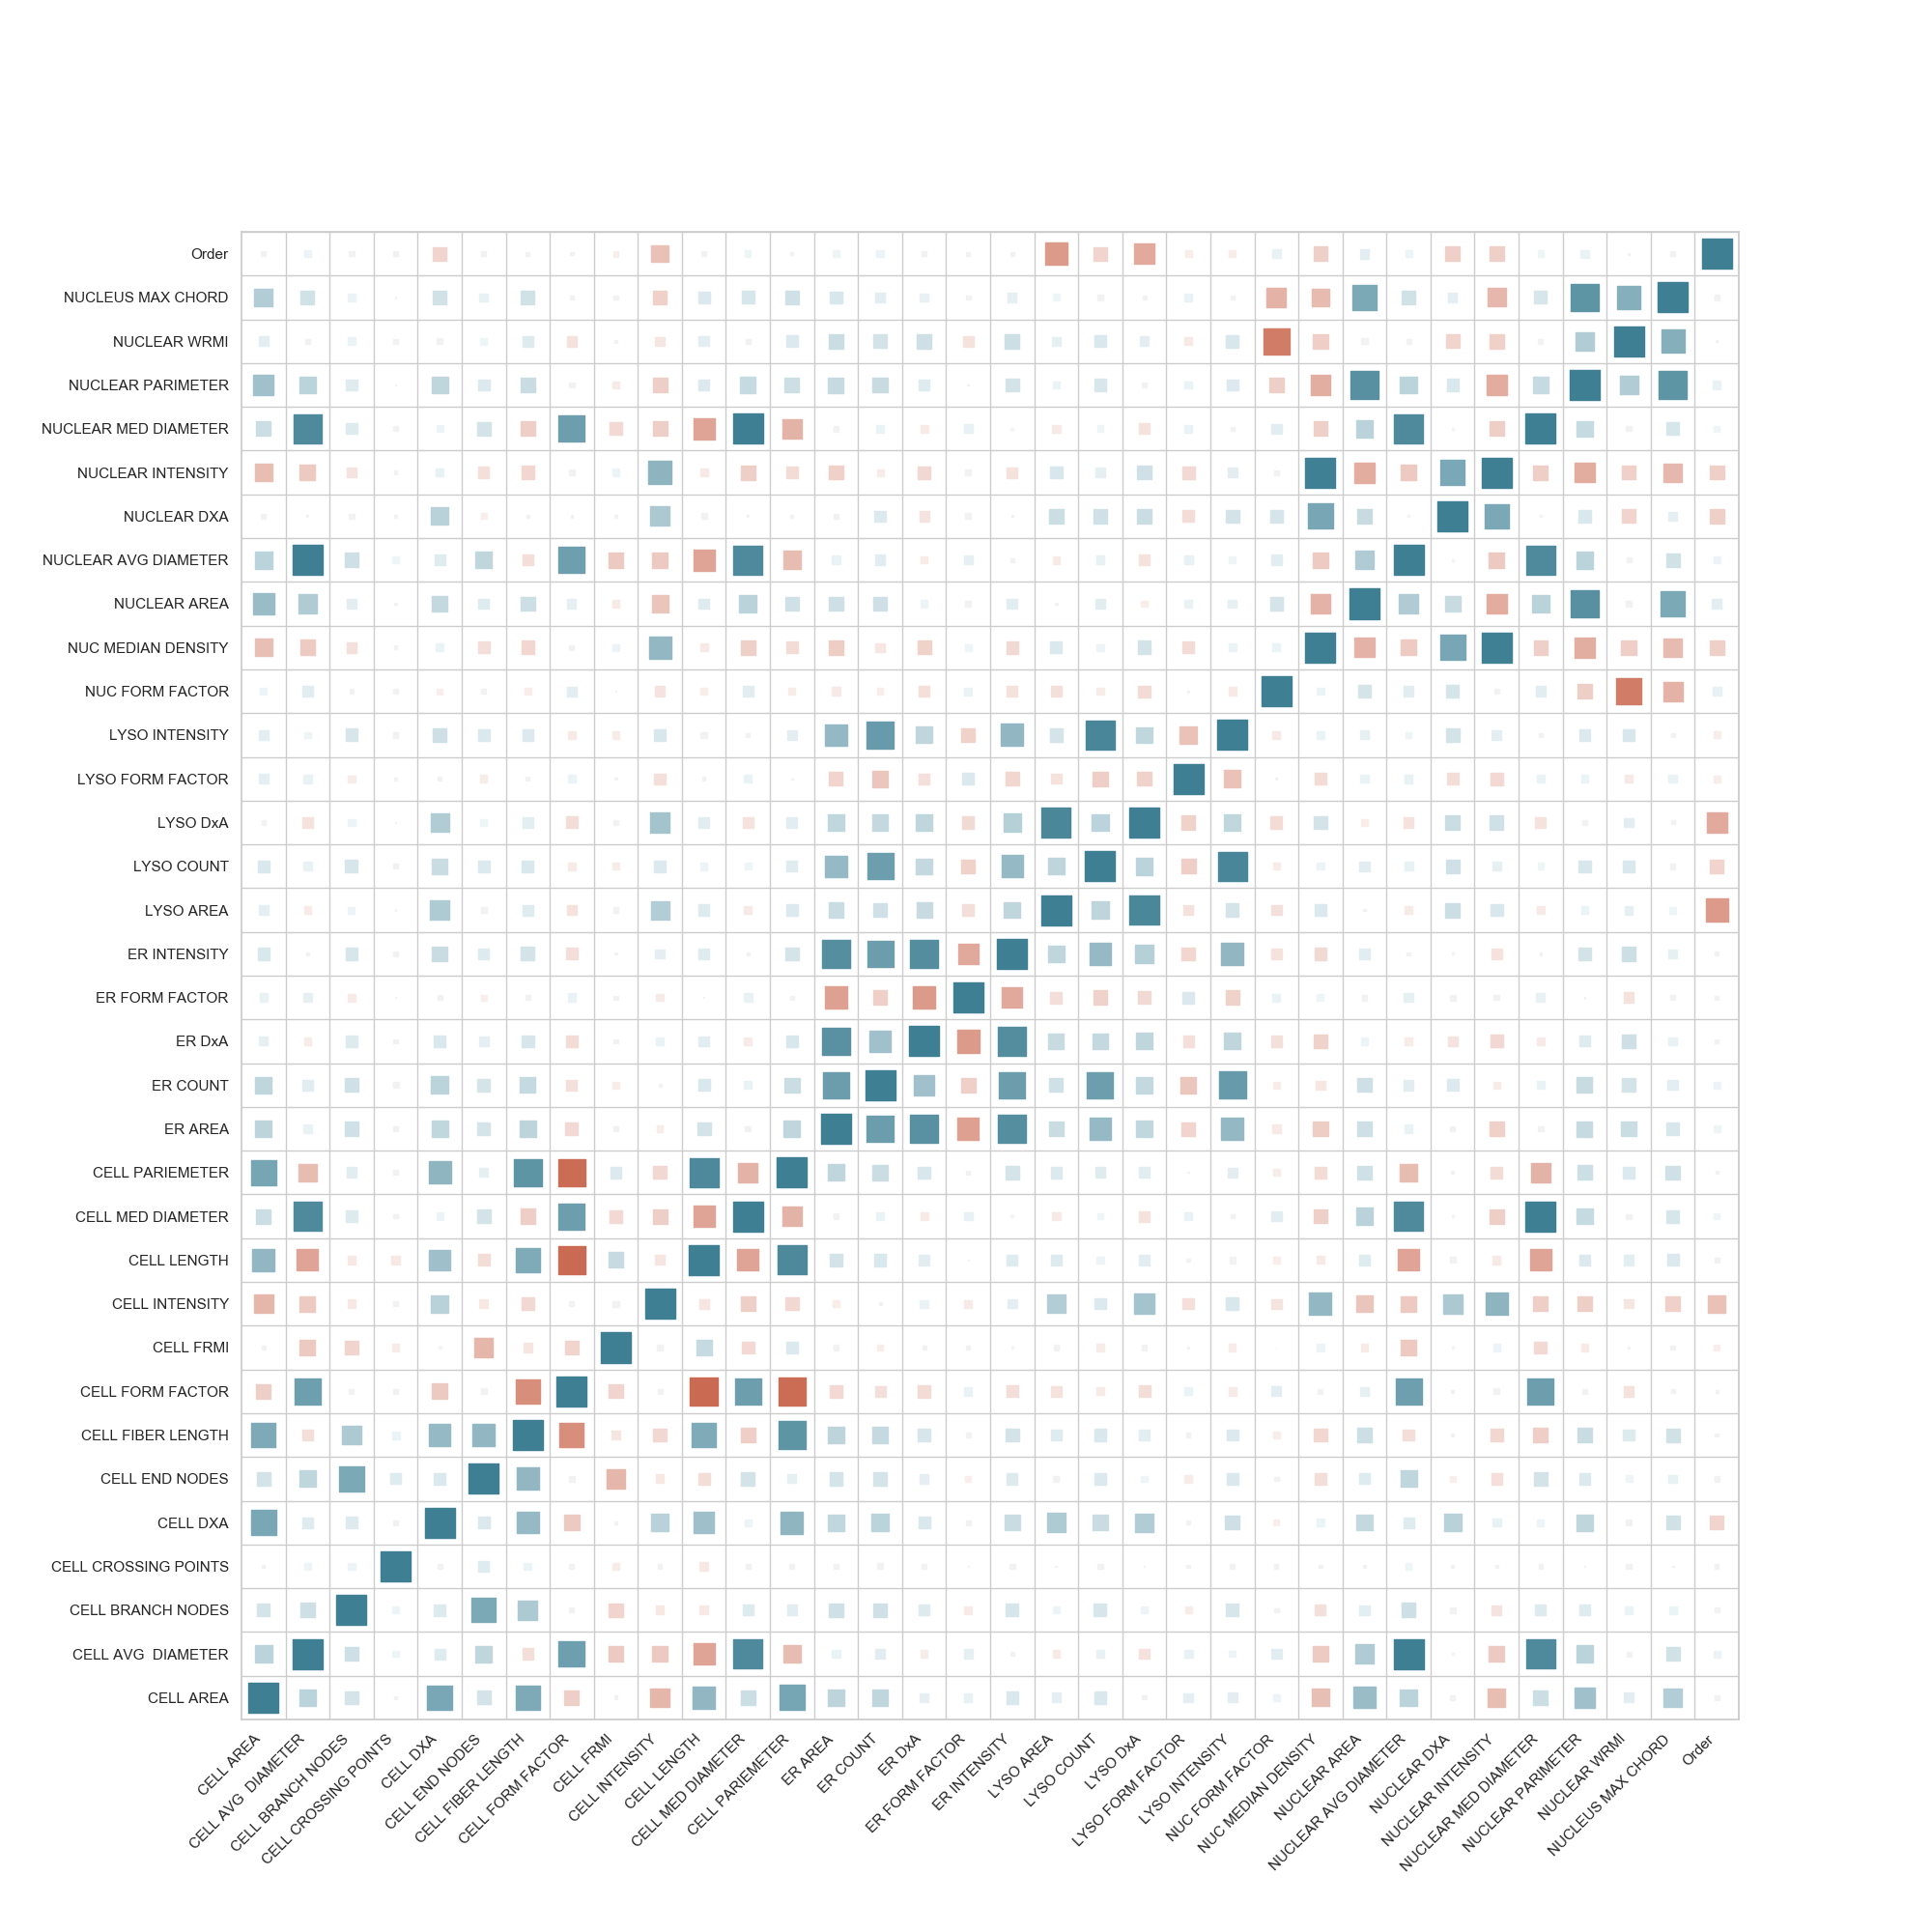 Order
NUCLEUS MAX CHORD
NUCLEAR WRMI
NUCLEAR PARIMETER
NUCLEAR MED DIAMETER
NUCLEAR INTENSITY
NUCLEAR DXA
NUCLEAR AVG DIAMETER
NUCLEAR AREA
NUC MEDIAN DENSITY
NUC FORM FACTOR
LYSO INTENSITY
LYSO FORM FACTOR
LYSO DxA
LYSO COUNT
LYSO AREA
ER INTENSITY
ER FORM FACTOR
ER DxA
ER COUNT
ER AREA
CELL PARIEMETER
CELL MED DIAMETER
CELL LENGTH
CELL INTENSITY
CELL FRMI
CELL FORM FACTOR
CELL FIBER LENGTH
CELL END NODES
CELL DXA
CELL CROSSING POINTS
CELL BRANCH NODES
CELL AVG  DIAMETER
CELL AREA
CELL AREA
CELL AVG  DIAMETER
CELL BRANCH NODES
CELL CROSSING POINTS
CELL DXA
CELL END NODES
CELL FIBER LENGTH
CELL FORM FACTOR
CELL FRMI
CELL INTENSITY
CELL LENGTH
CELL MED DIAMETER
CELL PARIEMETER
ER AREA
ER COUNT
ER DxA
ER FORM FACTOR
ER INTENSITY
LYSO AREA
LYSO COUNT
LYSO DxA
LYSO FORM FACTOR
LYSO INTENSITY
NUC FORM FACTOR
NUC MEDIAN DENSITY
NUCLEAR AREA
NUCLEAR AVG DIAMETER
NUCLEAR DXA
NUCLEAR INTENSITY
NUCLEAR MED DIAMETER
NUCLEAR PARIMETER
NUCLEAR WRMI
NUCLEUS MAX CHORD
Order